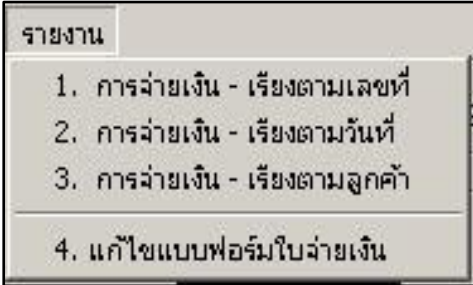 รายงาน
1. การจ่ายเงิน - เรียงตามเลขที่
2. การจ่ายเงิน - เรียงตามวันที่
3. การจ่ายเงิน - เรียงตามลูกค้า
4. แก้ไขแบบฟอร์มใบจ่ายเงิน